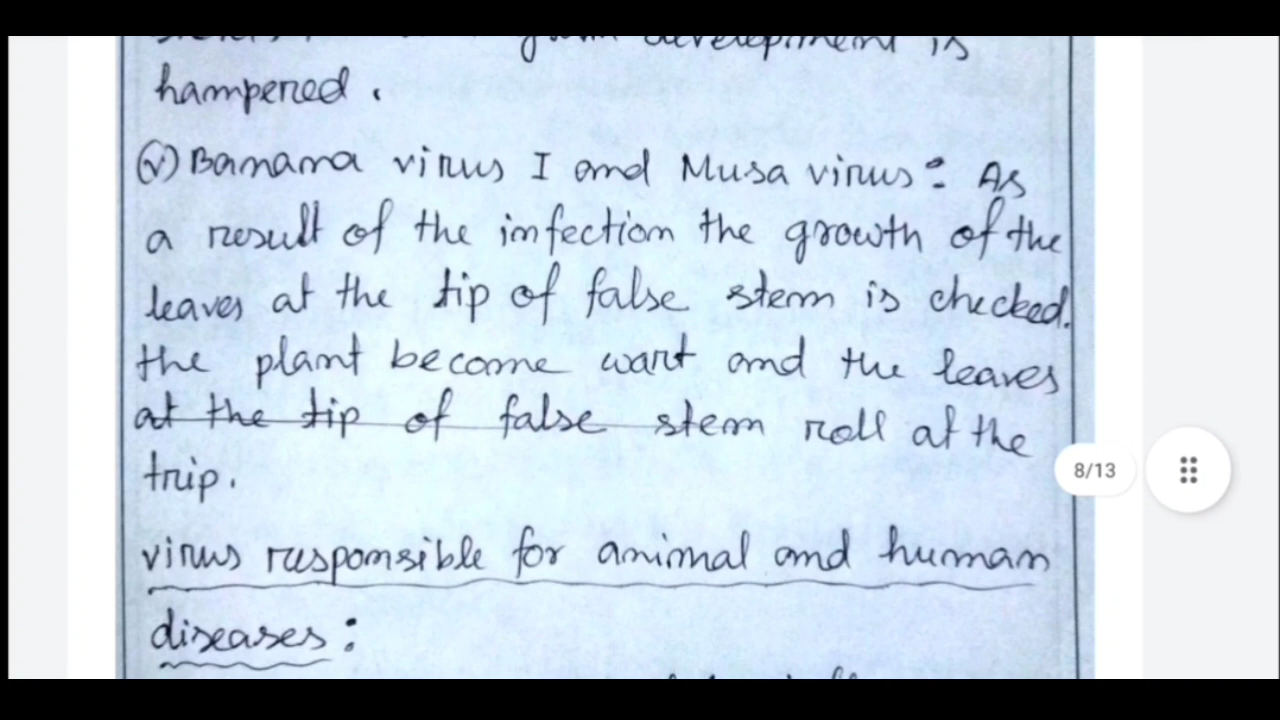 development is
hampered.
(v) Banana virus I and Musa virus: As
a result of the infection the growth of the
leaves at the tip of false stem is checked.
the plant become wart and the leaves
at the tip of false stem roll at the
trip.
8/13
virus responsible for animal and human
diseases: